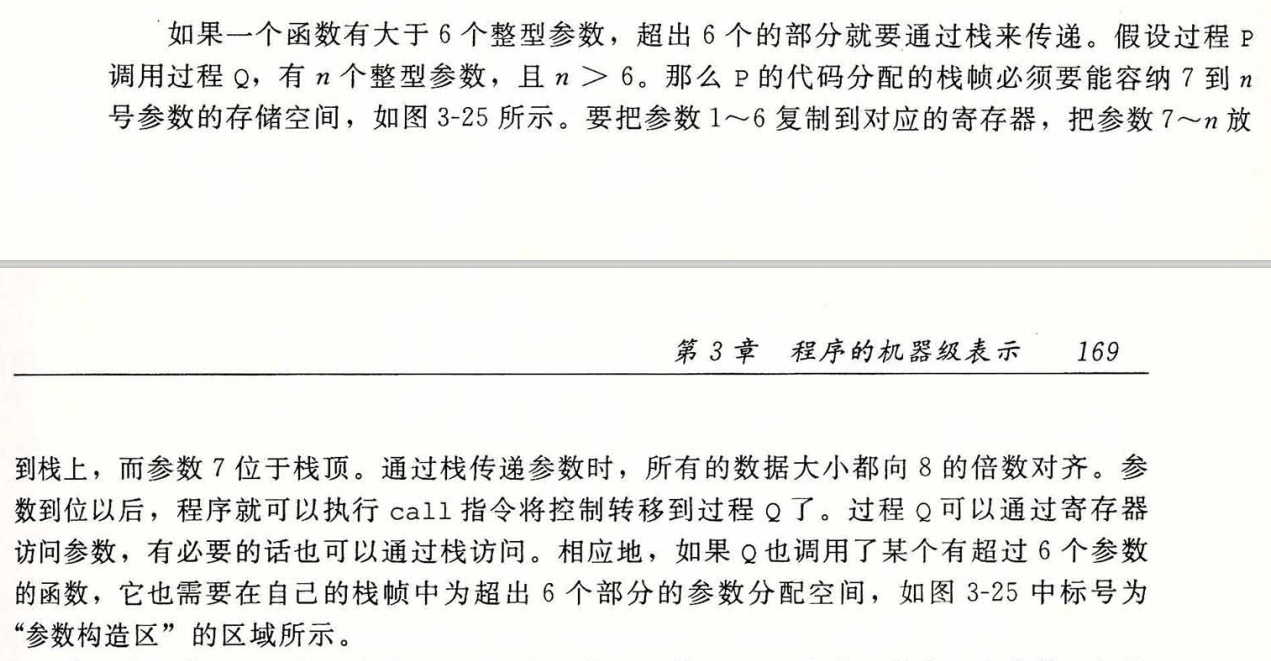 如果一个函数有大于 6 个整型参数，超出 6 个的部分就要通过栈来传递。假设过程 P
调用过程 Q，有 n 个整型参数，且 n > 6。那么 P 的代码分配的栈帧必须要能容纳 7 到 n
号参数的存储空间，如图 3-25 所示。要把参数 1～6 复制到对应的寄存器，把参数 7～n 放
第 3 章 程序的机器级表示 169
到栈上，而参数 7 位于栈顶。通过栈传递参数时，所有的数据大小都向 8 的倍数对齐。参
数到位以后，程序就可以执行 call 指令将控制转移到过程 Q 了。过程 Q 可以通过寄存器
访问参数，有必要的话也可以通过栈访问。相应地，如果 Q 也调用了某个有超过 6 个参数
的函数，它也需要在自己的栈帧中为超出 6 个部分的参数分配空间，如图 3-25 中标号为
“参数构造区”的区域所示。